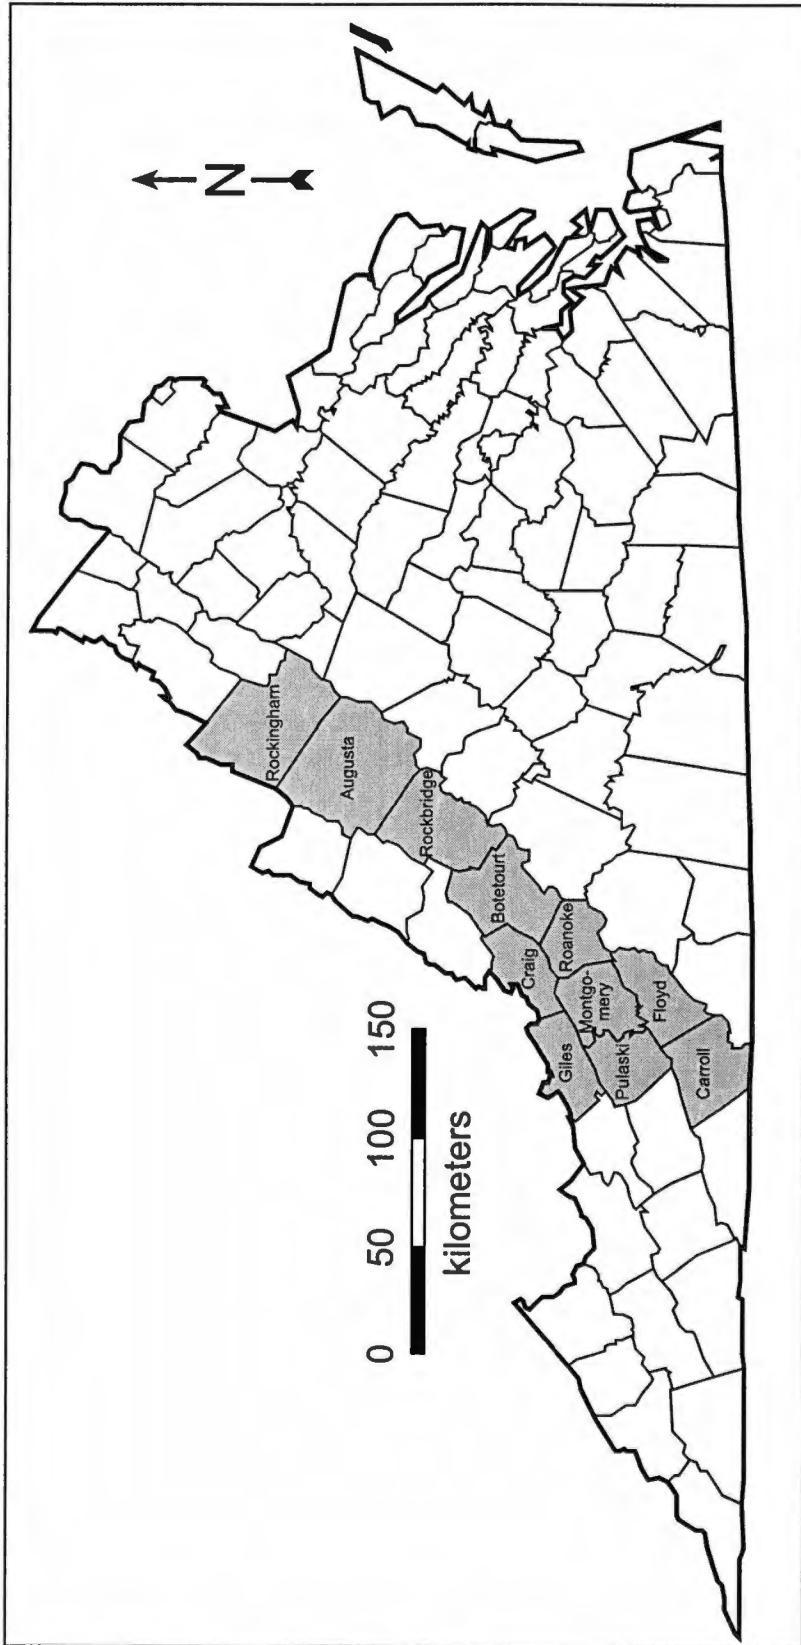 N
Rockingham
Augusta
Rockbridge
Botetourt
Craig
Roanoke
Montgo-
mery
Giles
Pulaski
Floyd
Carroll
0 50 100 150
kilometers